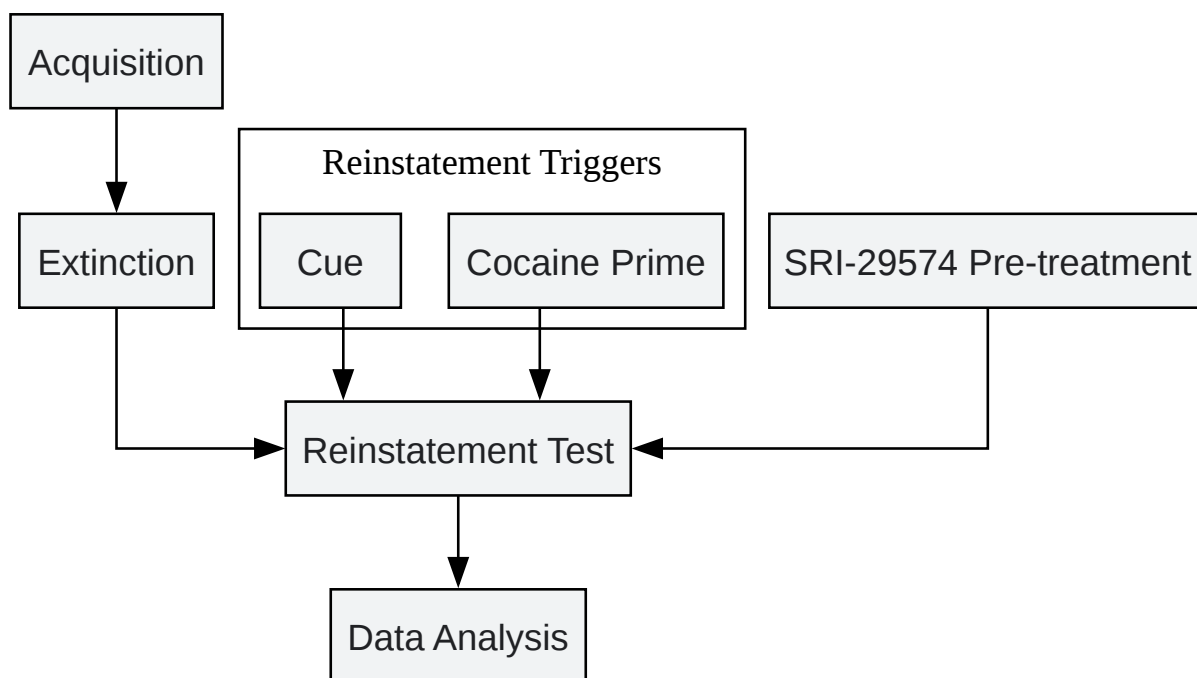 Acquisition
Reinstatement Triggers
Extinction
Cue
Cocaine Prime
SRI-29574 Pre-treatment
Reinstatement Test
Data Analysis